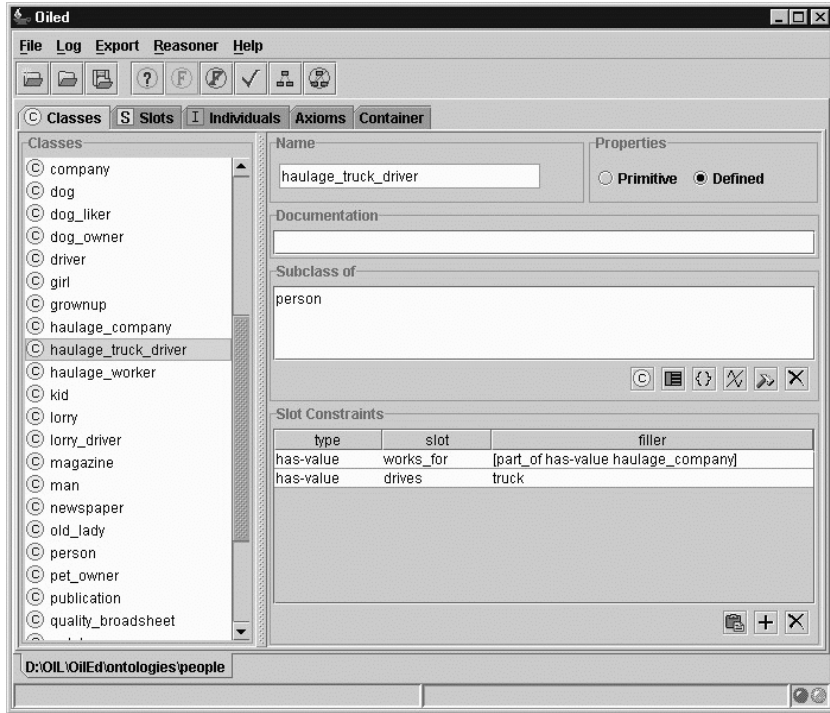 Oiled
File Log Export Reasoner Help
? F F
C Classes S Slots I Individuals Axioms Container
Classes
C company
C dog
C dog_liker
C dog_owner
C driver
C girl
C grownup
C haulage_company
C haulage_truck_driver
C haulage_worker
C kid
C lorry
C lorry_driver
C magazine
C man
C newspaper
C old_lady
C person
C pet_owner
C publication
C quality_broadsheet
Name
haulage_truck_driver
Properties
Primitive Defined
Documentation
Subclass of
person
C {}
Slot Constraints
type slot filler
has-value works_for [part_of has-value haulage_company]
has-value drives truck
D:\OIL\OilEd\ontologies\people